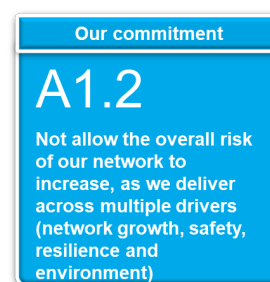 Our commitment
A1.2
Not allow the overall risk
of our network to
increase, as we deliver
across multiple drivers
(network growth, safety,
resilience and
environment)